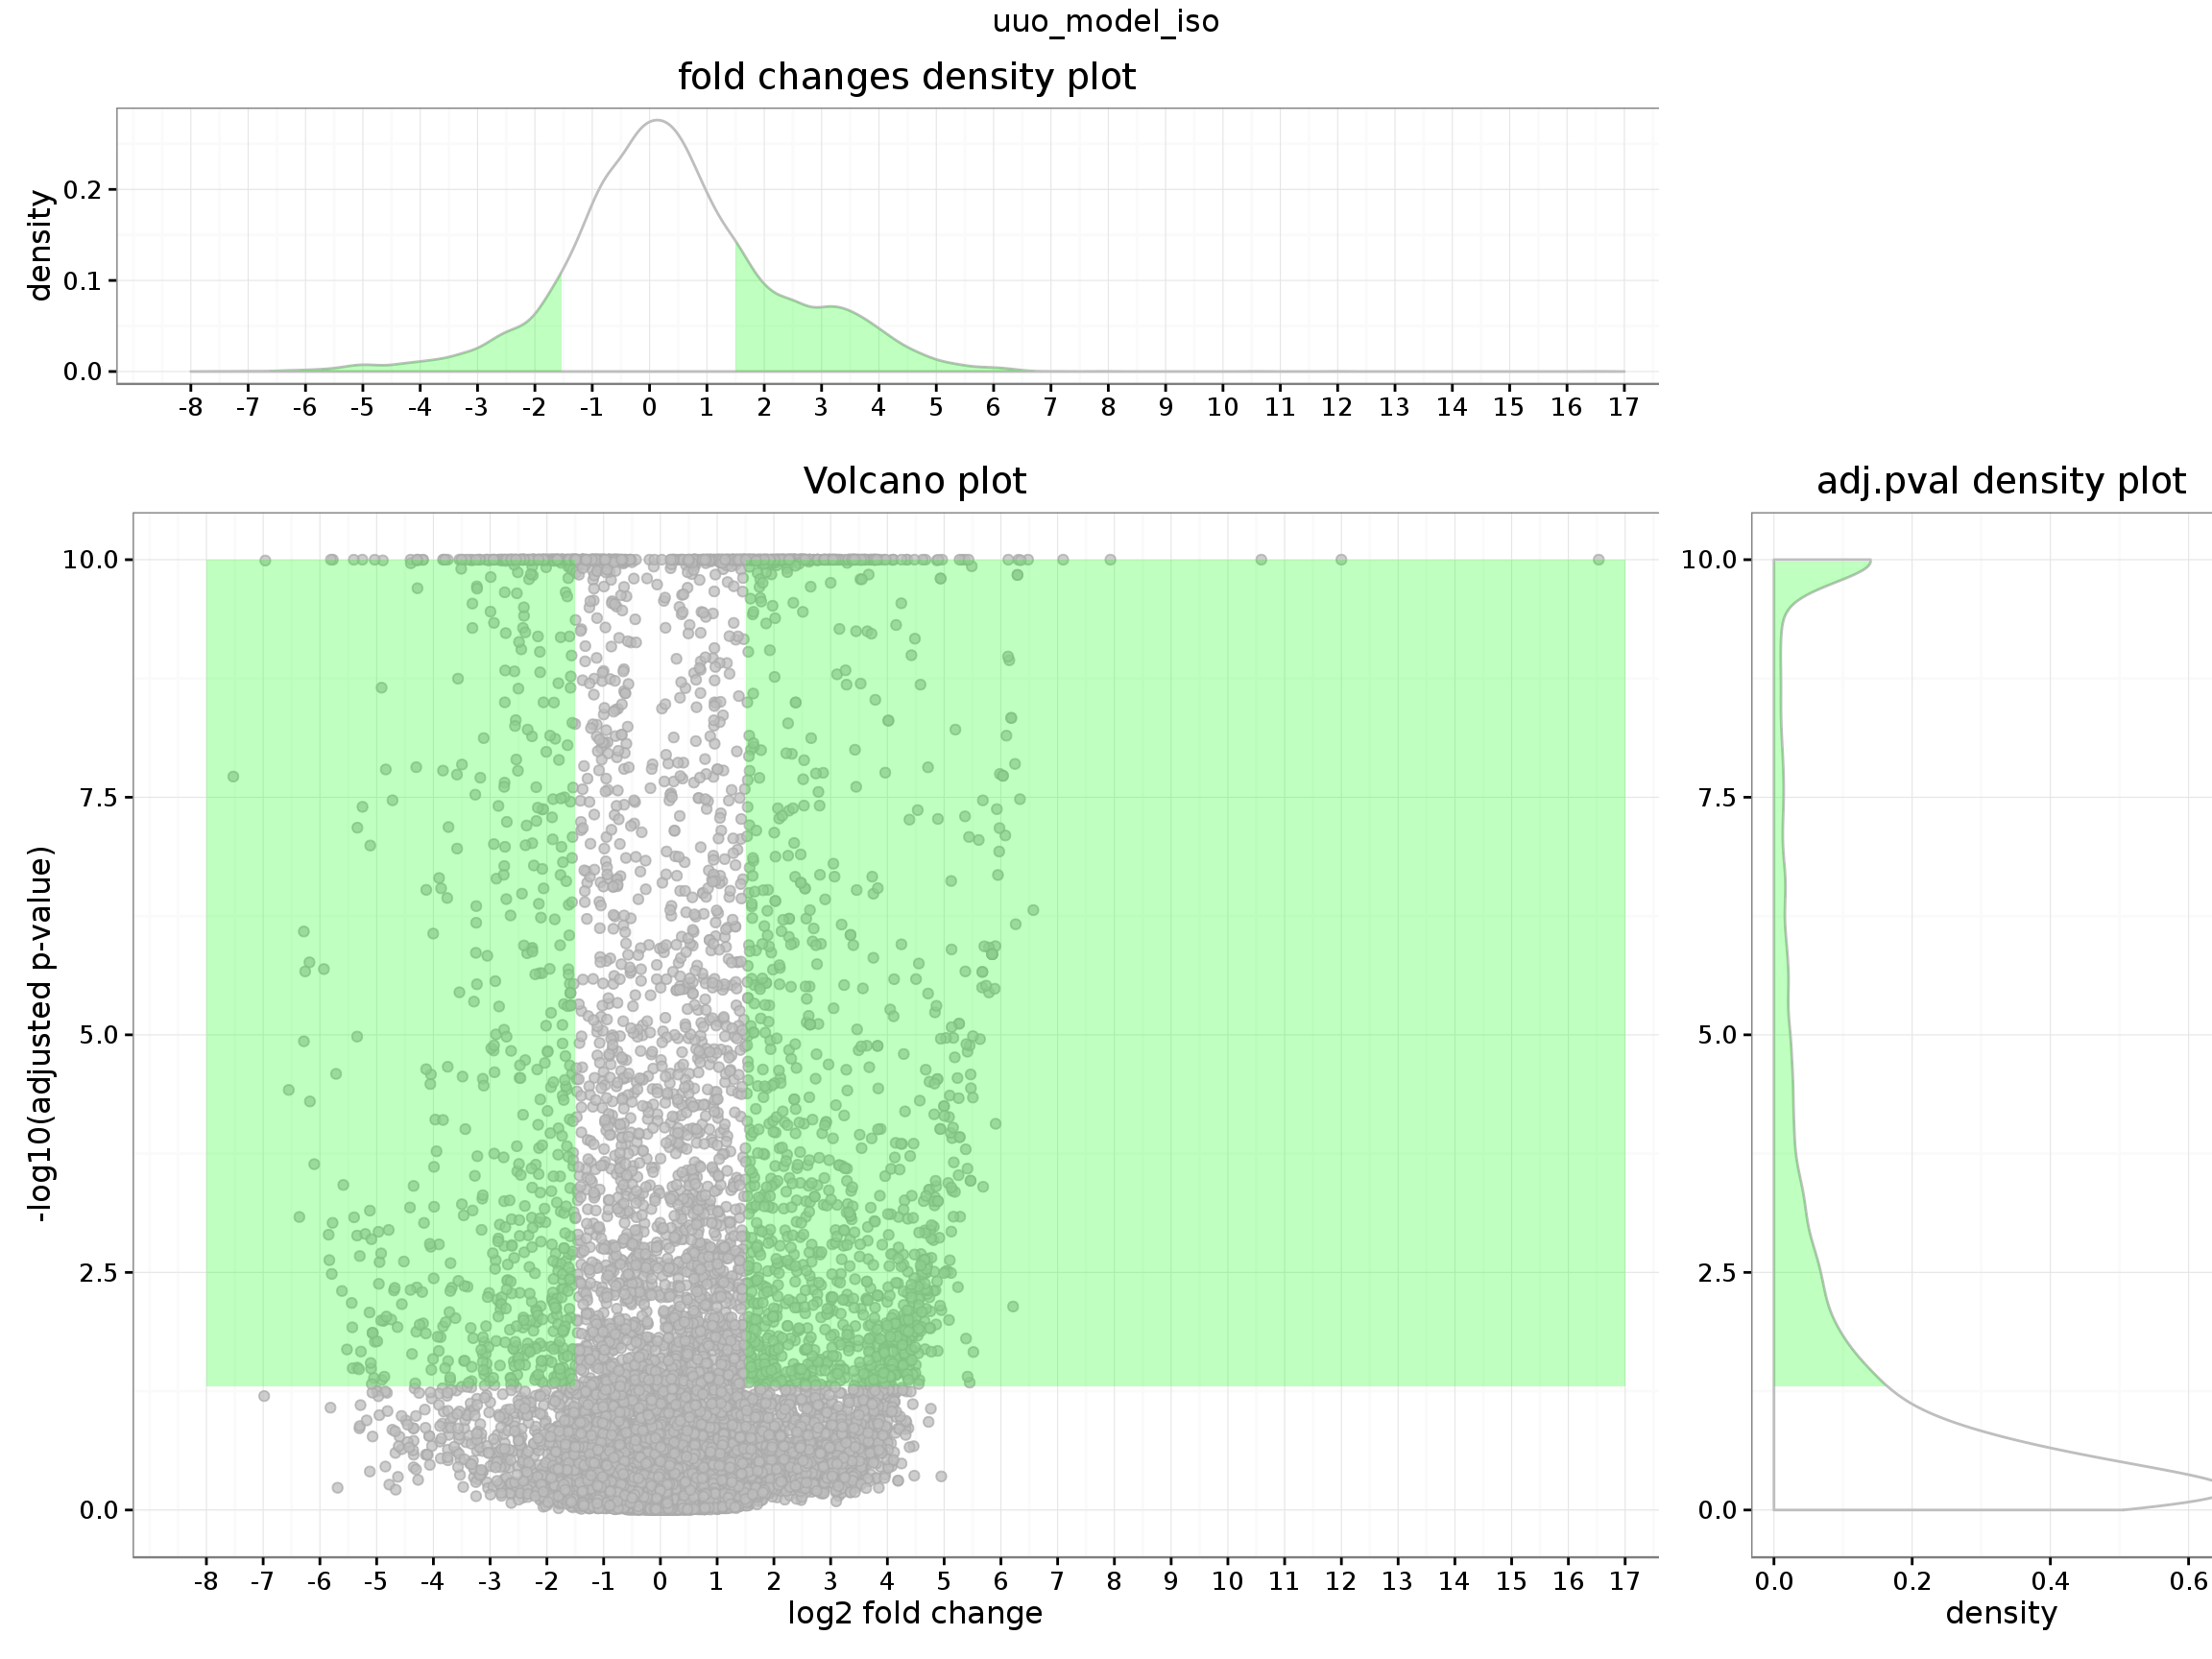 uuo_model_iso
fold changes density plot
density
0.2
0.1
0.0
-8 -7 -6 -5 -4 -3 -2 -1 0 1 2 3 4 5 6 7 8 9 10 11 12 13 14 15 16 17
Volcano plot
-log10(adjusted p-value)
10.0
7.5
5.0
2.5
0.0
-8 -7 -6 -5 -4 -3 -2 -1 0 1 2 3 4 5 6 7 8 9 10 11 12 13 14 15 16 17
log2 fold change
adj.pval density plot
10.0
7.5
5.0
2.5
0.0
0.0 0.2 0.4 0.6
density